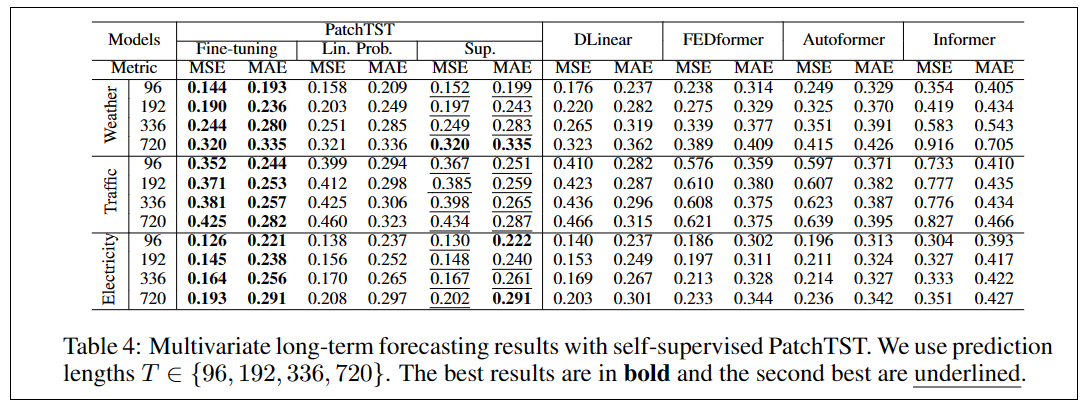 Models PatchTST DLinear FEDformer Autoformer Informer
Fine-tuning Lin. Prob. Sup.
Metric MSE MAE MSE MAE MSE MAE MSE MAE MSE MAE MSE MAE MSE MAE
Weather
96 0.144 0.193 0.158 0.209 0.152 0.199 0.176 0.237 0.238 0.314 0.249 0.329 0.354 0.405
192 0.190 0.236 0.203 0.249 0.197 0.243 0.220 0.282 0.275 0.329 0.325 0.370 0.419 0.434
336 0.244 0.280 0.251 0.285 0.249 0.283 0.265 0.319 0.339 0.377 0.351 0.391 0.583 0.543
720 0.320 0.335 0.321 0.336 0.320 0.335 0.323 0.362 0.389 0.409 0.415 0.426 0.916 0.705
Traffic
96 0.352 0.244 0.399 0.294 0.367 0.251 0.410 0.282 0.576 0.359 0.597 0.371 0.733 0.410
192 0.371 0.253 0.412 0.298 0.385 0.259 0.423 0.287 0.610 0.380 0.607 0.382 0.777 0.435
336 0.381 0.257 0.425 0.306 0.398 0.265 0.436 0.296 0.608 0.375 0.623 0.387 0.776 0.434
720 0.425 0.282 0.460 0.323 0.434 0.287 0.466 0.315 0.621 0.375 0.639 0.395 0.827 0.466
Electricity
96 0.126 0.221 0.138 0.237 0.130 0.222 0.140 0.237 0.186 0.302 0.196 0.313 0.304 0.393
192 0.145 0.238 0.156 0.252 0.148 0.240 0.153 0.249 0.197 0.311 0.211 0.324 0.327 0.417
336 0.164 0.256 0.170 0.265 0.167 0.261 0.169 0.267 0.213 0.328 0.214 0.327 0.333 0.422
720 0.193 0.291 0.208 0.297 0.202 0.291 0.203 0.301 0.233 0.344 0.236 0.342 0.351 0.427
Table 4: Multivariate long-term forecasting results with self-supervised PatchTST. We use prediction
lengths T ∈ {96, 192, 336, 720}. The best results are in bold and the second best are underlined.